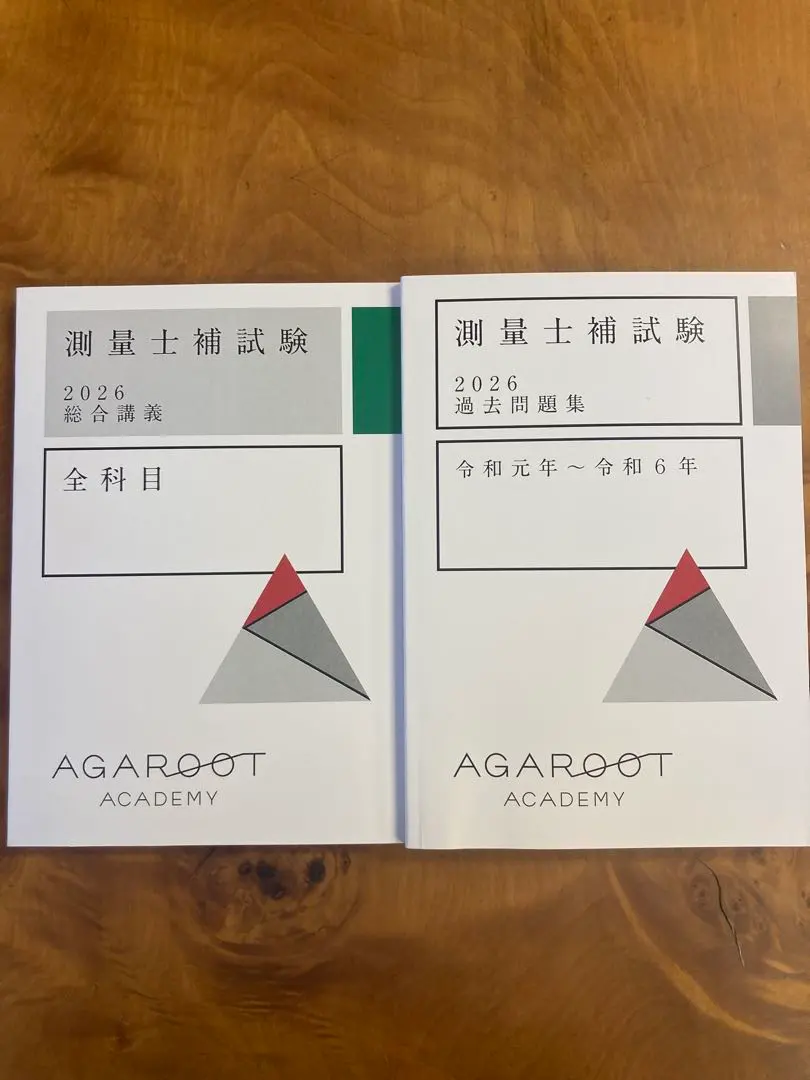 測量士補試験
2026
総合講義
全科目
AGAROOT
ACADEMY
測量士補試験
2026
過去問題集
令和元年～令和6年
AGAROOT
ACADEMY